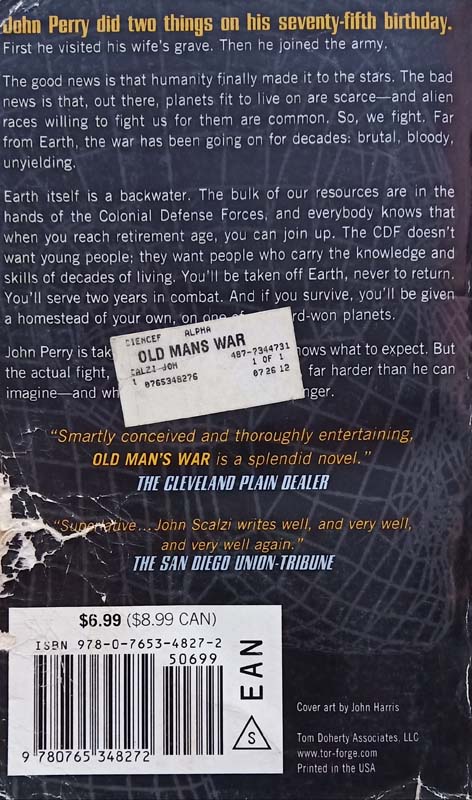 John Perry did two things on his seventy-fifth birthday.
First he visited his wife's grave. Then he joined the army.
The good news is that humanity finally made it to the stars. The bad
news is that, out there, planets fit to live on are scarce—and alien
races willing to fight us for them are common. So, we fight. Far
from Earth, the war has been going on for decades: brutal, bloody,
unyielding.
Earth itself is a backwater. The bulk of our resources are in the
hands of the Colonial Defense Forces, and everybody knows that
when you reach retirement age, you can join up. The CDF doesn't
want young people; they want people who carry the knowledge and
skills of decades of living. You'll be taken off Earth, never to return.
You'll serve two years in combat. And if you survive, you'll be given
a homestead of your own, on one rd-won planets.
John Perry is tak nows what to expect. But
the actual fight, far harder than he can
imagine—and wh nger.
CIENCEF ALPHA
OLD MANS WAR
CALZI JOH 487-7344731
1 OF 1
1 0765348276 07 26 12
"Smartly conceived and thoroughly entertaining,
OLD MAN'S WAR is a splendid novel."
THE CLEVELAND PLAIN DEALER
"Superlative...John Scalzi writes well, and very well,
and very well again."
THE SAN DIEGO UNION-TRIBUNE
$6.99 ($8.99 CAN)
ISBN 978-0-7653-4827-2
50699
EAN
S
9 780765 348272
Cover art by John Harris
Tom Doherty Associates, LLC
www.tor-forge.com
Printed in the USA